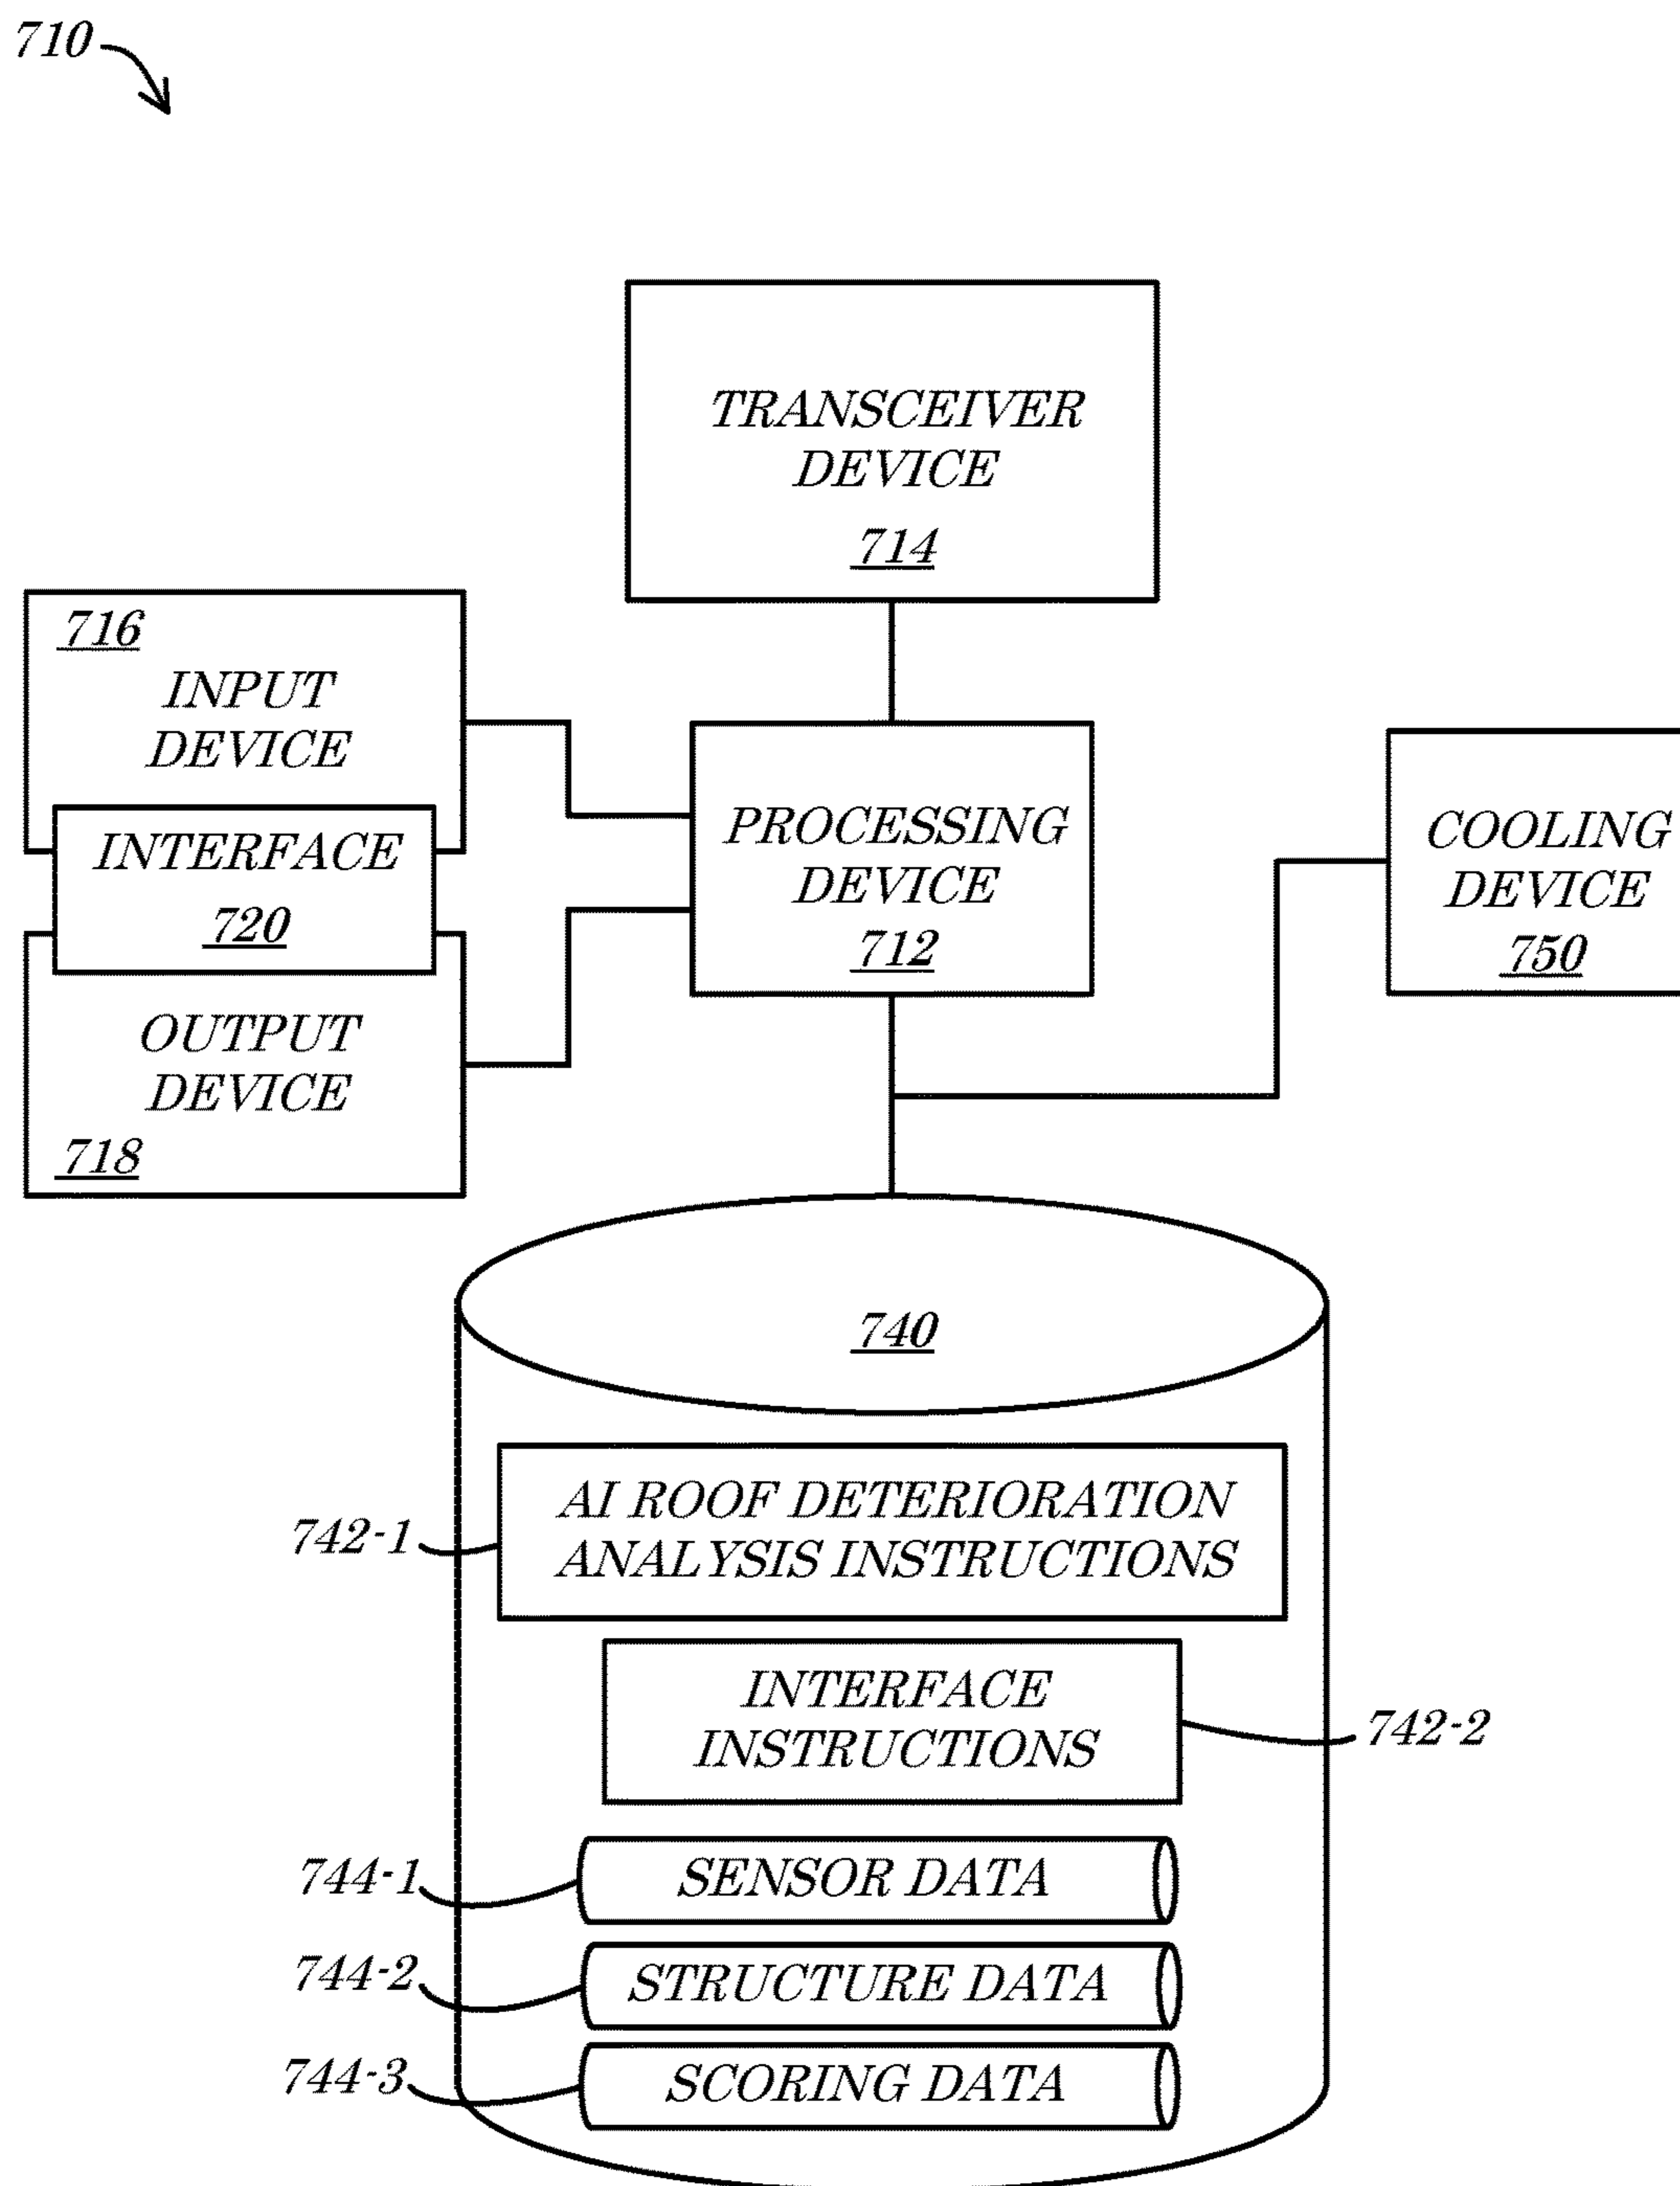 710
TRANSCEIVER
DEVICE
714
716
INPUT
DEVICE
INTERFACE
720
OUTPUT
DEVICE
718
PROCESSING
DEVICE
712
COOLING
DEVICE
750
740
742-1
AI ROOF DETERIORATION
ANALYSIS INSTRUCTIONS
INTERFACE
INSTRUCTIONS
742-2
744-1
SENSOR DATA
744-2
STRUCTURE DATA
744-3
SCORING DATA